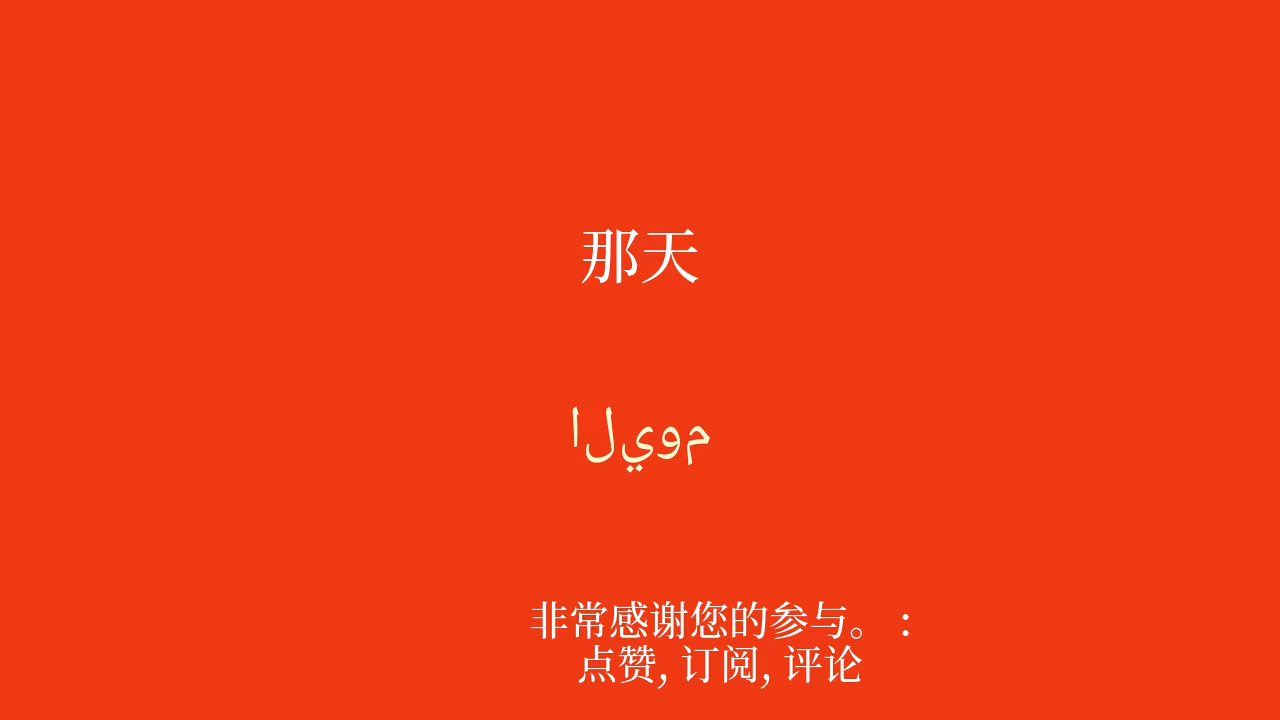 那天
اليوم
非常感谢您的参与。 :
点赞, 订阅, 评论